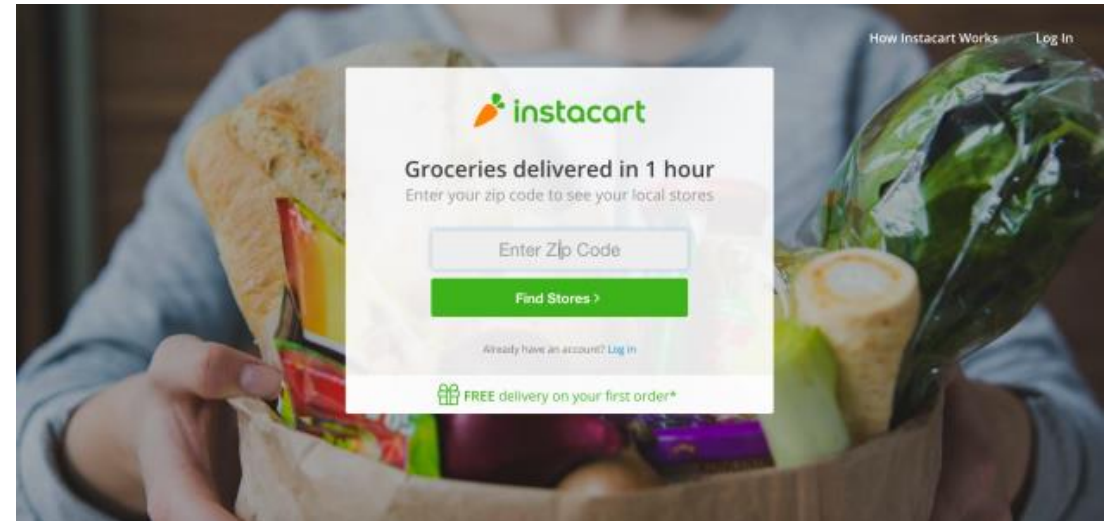 How Instacart Works Log In
instacart
Groceries delivered in 1 hour
Enter your zip code to see your local stores
Enter Zip Code
Find Stores >
Already have an account? Log in
FREE delivery on your first order*